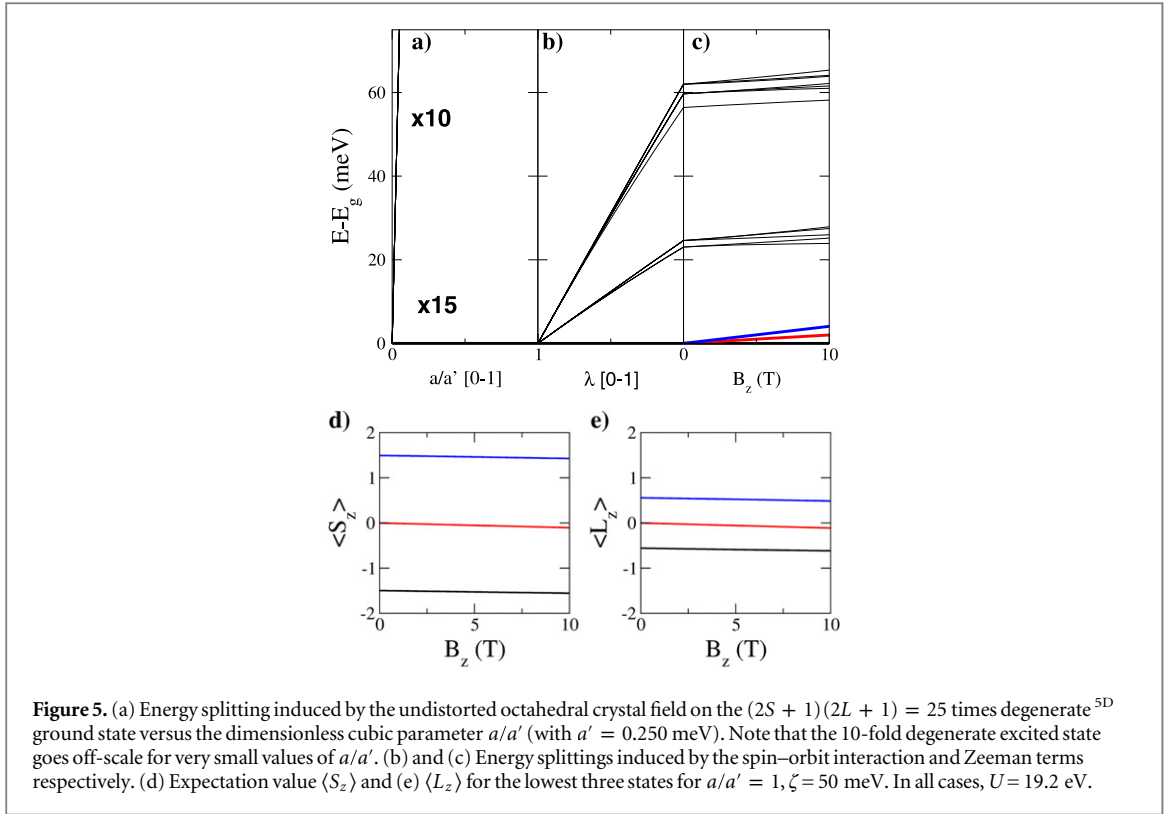 a) b) c)
60
x10
40
E-E_g (meV)
20
x15
0
0 1 0 10
a/a' [0-1] λ [0-1] B_z (T)
d) e)
2 2
1 1
<S_z> 0 <L_z> 0
-1 -1
-2 -2
0 5 10 0 5 10
B_z (T) B_z (T)
Figure 5. (a) Energy splitting induced by the undistorted octahedral crystal field on the (2S + 1)(2L + 1) = 25 times degenerate ^5D
ground state versus the dimensionless cubic parameter a/a′ (with a′ = 0.250 meV). Note that the 10-fold degenerate excited state
goes off-scale for very small values of a/a′. (b) and (c) Energy splittings induced by the spin–orbit interaction and Zeeman terms
respectively. (d) Expectation value ⟨S_z⟩ and (e) ⟨L_z⟩ for the lowest three states for a/a′ = 1, ζ = 50 meV. In all cases, U = 19.2 eV.